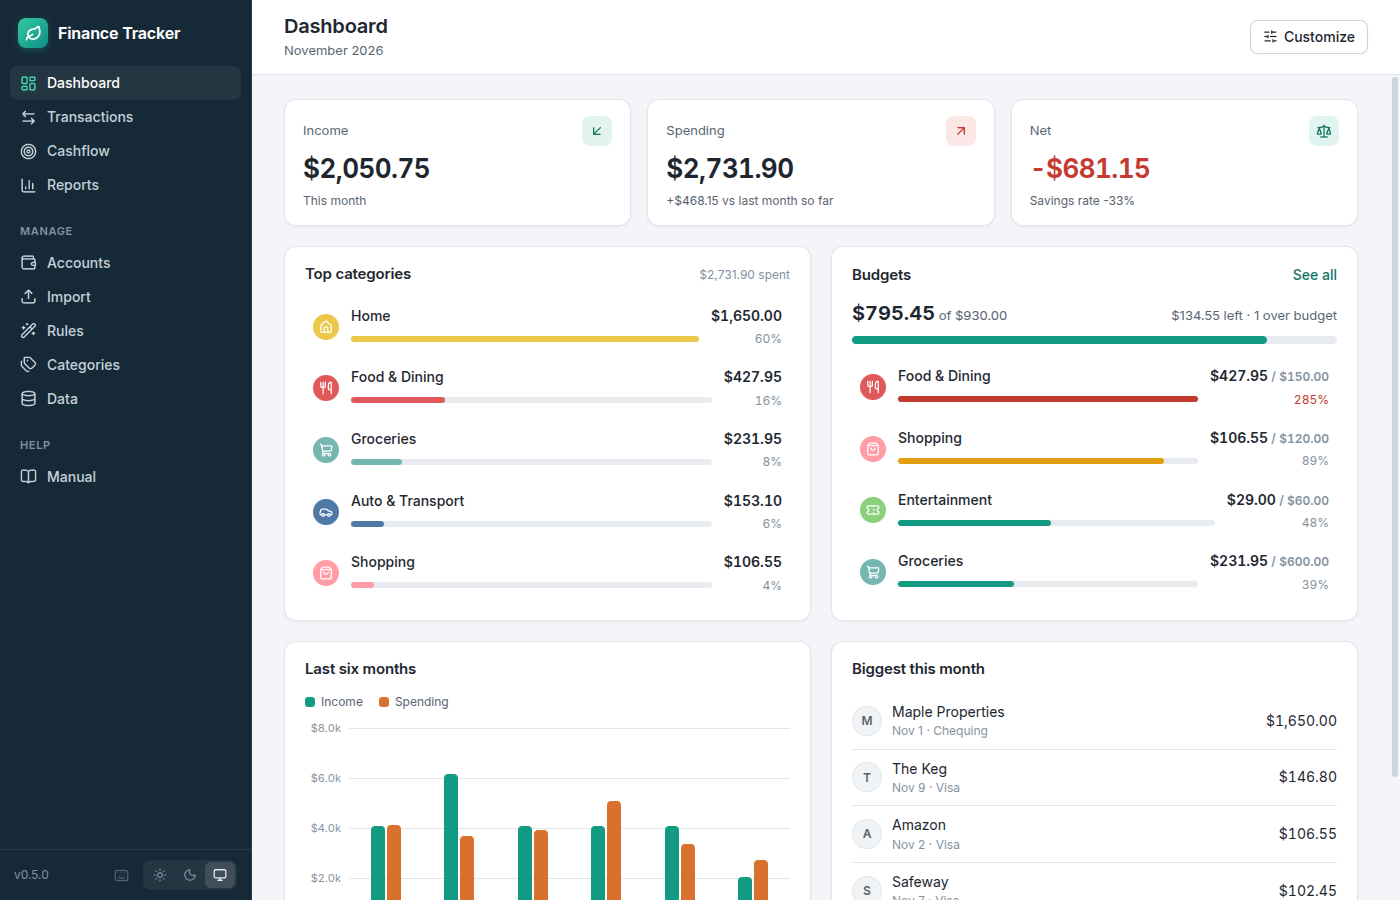 Finance Tracker
Dashboard
Transactions
Cashflow
Reports
MANAGE
Accounts
Import
Rules
Categories
Data
HELP
Manual
v0.5.0
Dashboard
November 2026
Customize
Income
$2,050.75
This month
Spending
$2,731.90
+$468.15 vs last month so far
Net
-$681.15
Savings rate -33%
Top categories
$2,731.90 spent
Home
$1,650.00
60%
Food & Dining
$427.95
16%
Groceries
$231.95
8%
Auto & Transport
$153.10
6%
Shopping
$106.55
4%
Budgets
See all
$795.45 of $930.00
$134.55 left · 1 over budget
Food & Dining
$427.95 / $150.00
285%
Shopping
$106.55 / $120.00
89%
Entertainment
$29.00 / $60.00
48%
Groceries
$231.95 / $600.00
39%
Last six months
Income
Spending
$8.0k
$6.0k
$4.0k
$2.0k
Biggest this month
M
Maple Properties
Nov 1 · Chequing
$1,650.00
T
The Keg
Nov 9 · Visa
$146.80
A
Amazon
Nov 2 · Visa
$106.55
S
Safeway
Nov 7 · Visa
$102.45